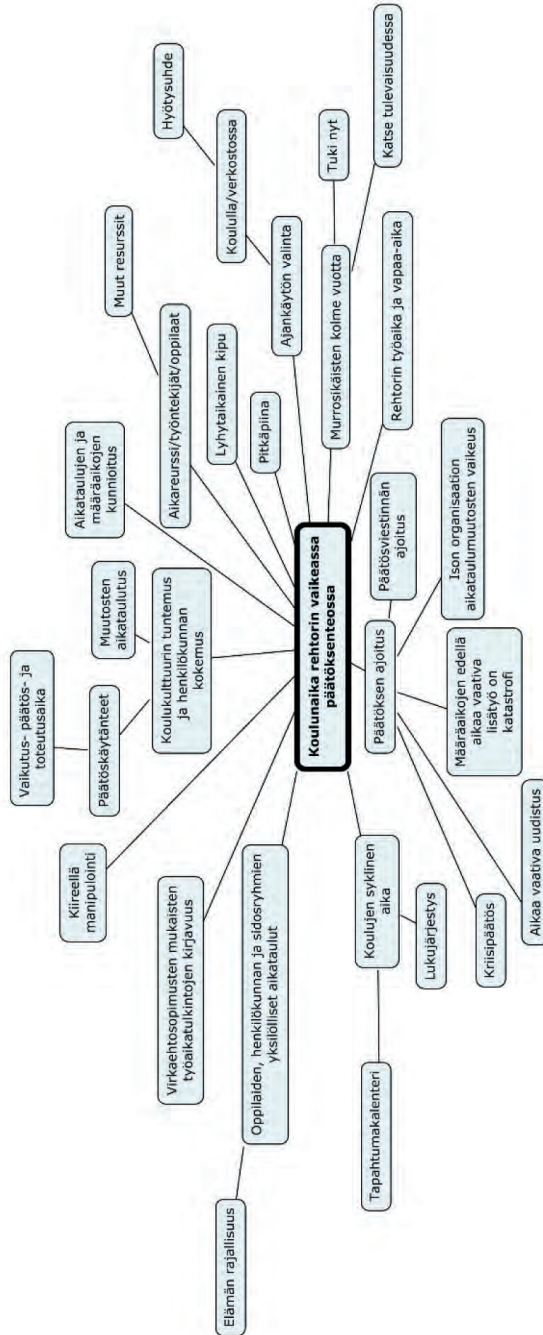 Hyötysuhde
Koululla/verkostossa
Ajankäytön valinta
Muut resurssit
Aikareurssi/työntekijät/oppilaat
Lyhytaikainen kipu
Pitkäpiina
Tuki nyt
Katse tulevaisuudessa
Murrosikäisten kolme vuotta
Rehtorin työaika ja vapaa-aika
Aikataulujen ja
määräaikojen
kunnioitus
Muutosten
aikataulutus
Vaikutus- päätös- ja
toteutusaika
Päätöskäytänteet
Koulukulttuurin tuntemus
ja henkilökunnan
kokemus
Kiireellä
manipulointi
Koulunaika rehtorin vaikeassa
päätöksenteossa
Päätösviestinnän
ajoitus
Päätöksen ajoitus
Ison organisaation
aikataulumuutosten vaikeus
Määräaikojen edellä
aikaa vaativa
lisätyö on
katastrofi
Aikaa vaativa uudistus
Kriisipäätös
Virkaehtosopimusten mukaisten
työaikatulkintojen kirjavuus
Oppilaiden, henkilökunnan ja sidosryhmien
yksilölliset aikataulut
Elämän rajallisuus
Koulujen syklinen
aika
Lukujärjestys
Tapahtumakalenteri